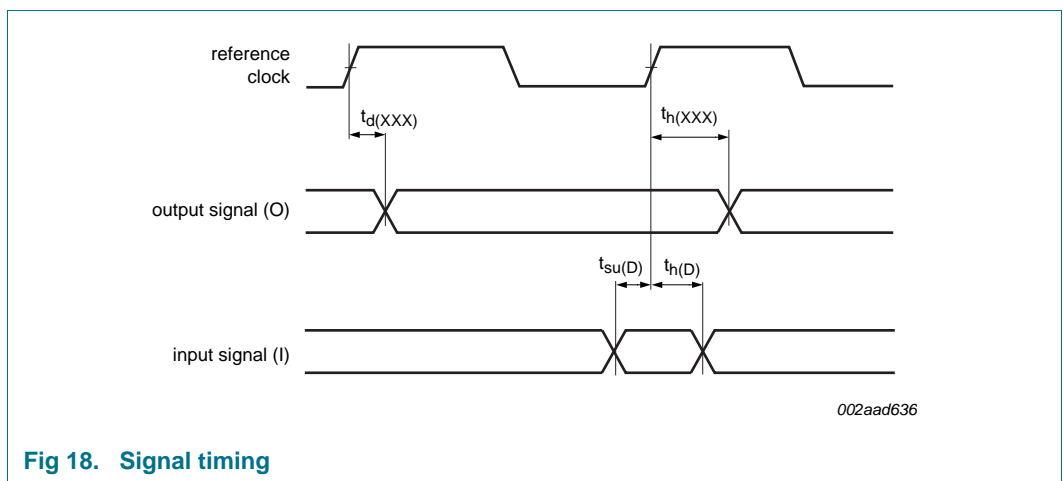 reference
clock
td(XXX)
th(XXX)
output signal (O)
tsu(D)
th(D)
input signal (I)
002aad636
Fig 18. Signal timing